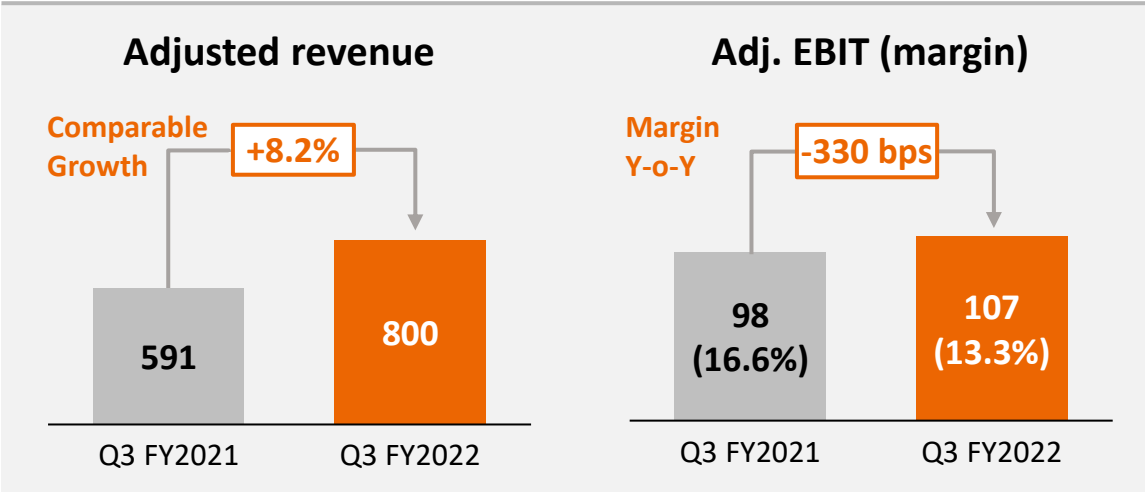 Adjusted revenue
Comparable
Growth
+8.2%
591
800
Q3 FY2021
Q3 FY2022
Adj. EBIT (margin)
Margin
Y-o-Y
-330 bps
98
(16.6%)
107
(13.3%)
Q3 FY2021
Q3 FY2022